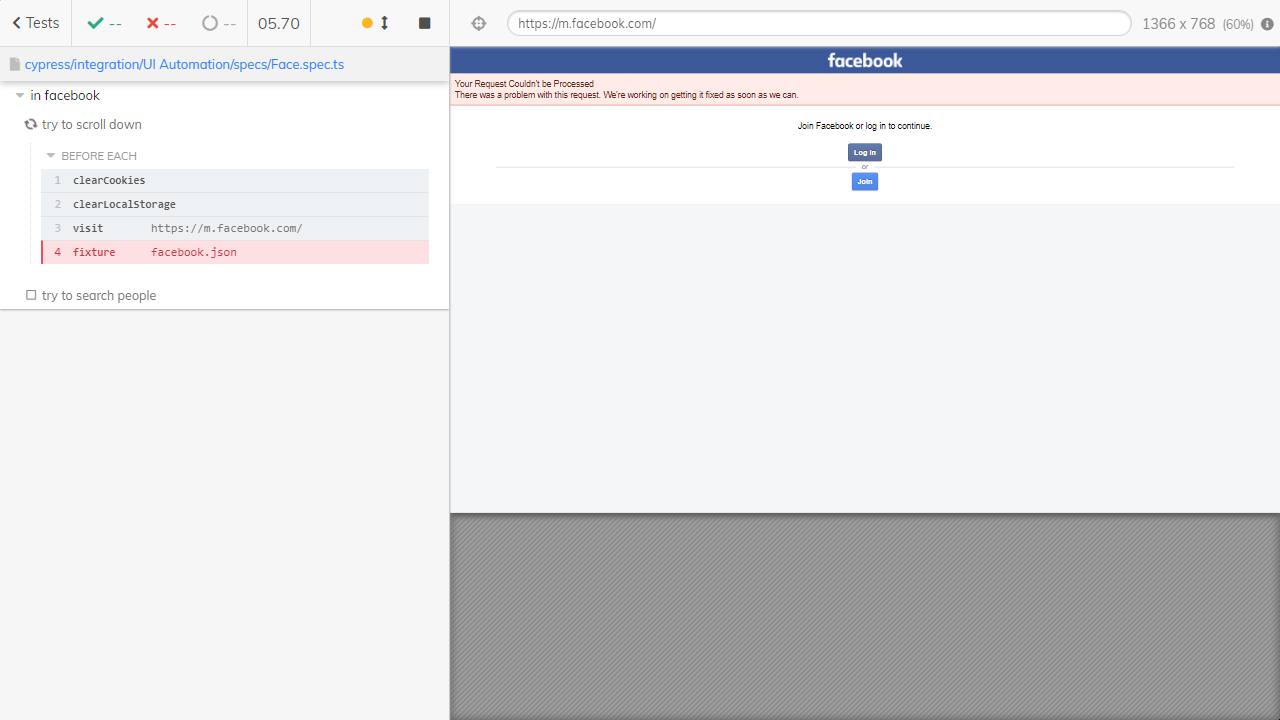 Tests
--
--
--
05.70
https://m.facebook.com/
1366 x 768 (60%)
cypress/integration/UI Automation/specs/Face.spec.ts
in facebook
try to scroll down
BEFORE EACH
1 clearCookies
2 clearLocalStorage
3 visit https://m.facebook.com/
4 fixture facebook.json
try to search people
facebook
Your Request Couldn't be Processed
There was a problem with this request. We're working on getting it fixed as soon as we can.
Join Facebook or log in to continue.
Log In
or
Join